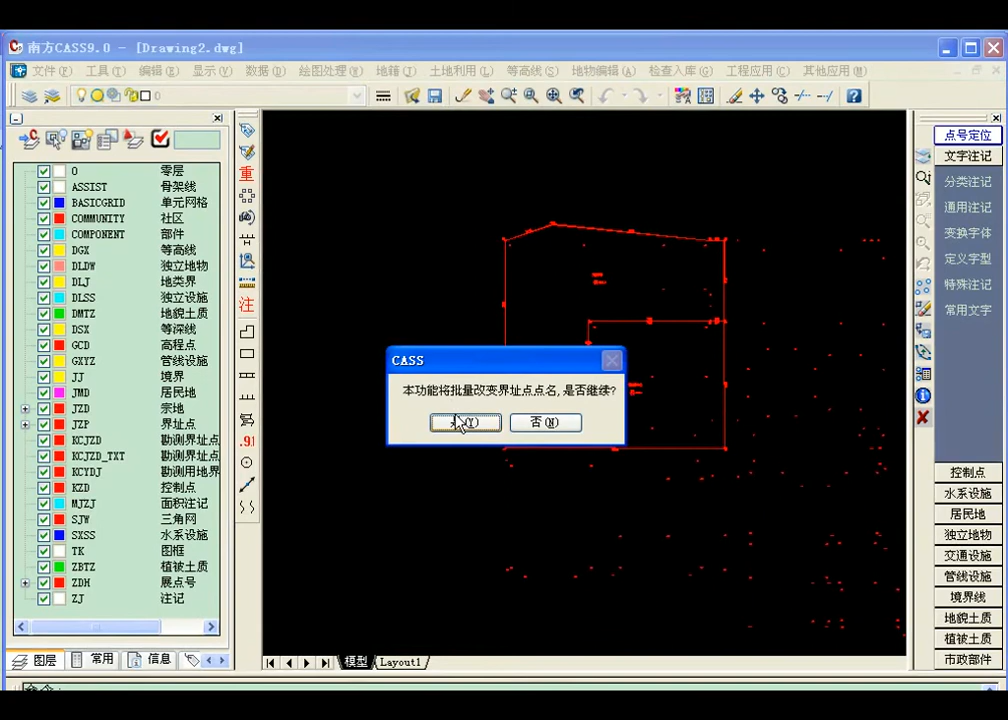 南方CASS9.0 - [Drawing2.dwg]
文件(F) 工具(T) 编辑(E) 显示(V) 数据(D) 绘图处理(W) 地籍(J) 土地利用(L) 等高线(S) 地物编辑(A) 检查入库(G) 工程应用(C) 其他应用(M)
0
点号定位
文字注记
分类注记
通用注记
变换字体
定义字型
特殊注记
常用文字
控制点
水系设施
居民地
独立地物
交通设施
管线设施
境界线
地貌土质
植被土质
市政部件
0 零层
ASSIST 骨架线
BASICGRID 单元网格
COMMUNITY 社区
COMPONENT 部件
DGX 等高线
DLDW 独立地物
DLJ 地类界
DLSS 独立设施
DMTZ 地貌土质
DSX 等深线
GCD 高程点
GXYZ 管线设施
JJ 境界
JMD 居民地
JZD 宗地
JZP 界址点
KCJZD 勘测界址点
KCJZD_TXT 勘测界址点
KCYDJ 勘测用地界
KZD 控制点
MJZJ 面积注记
SJW 三角网
SXSS 水系设施
TK 图框
ZBTZ 植被土质
ZDH 展点号
ZJ 注记
重
注
.91
CASS
本功能将批量改变界址点点名,是否继续?
(Y) 否(N)
图层 常用 信息
模型 Layout1